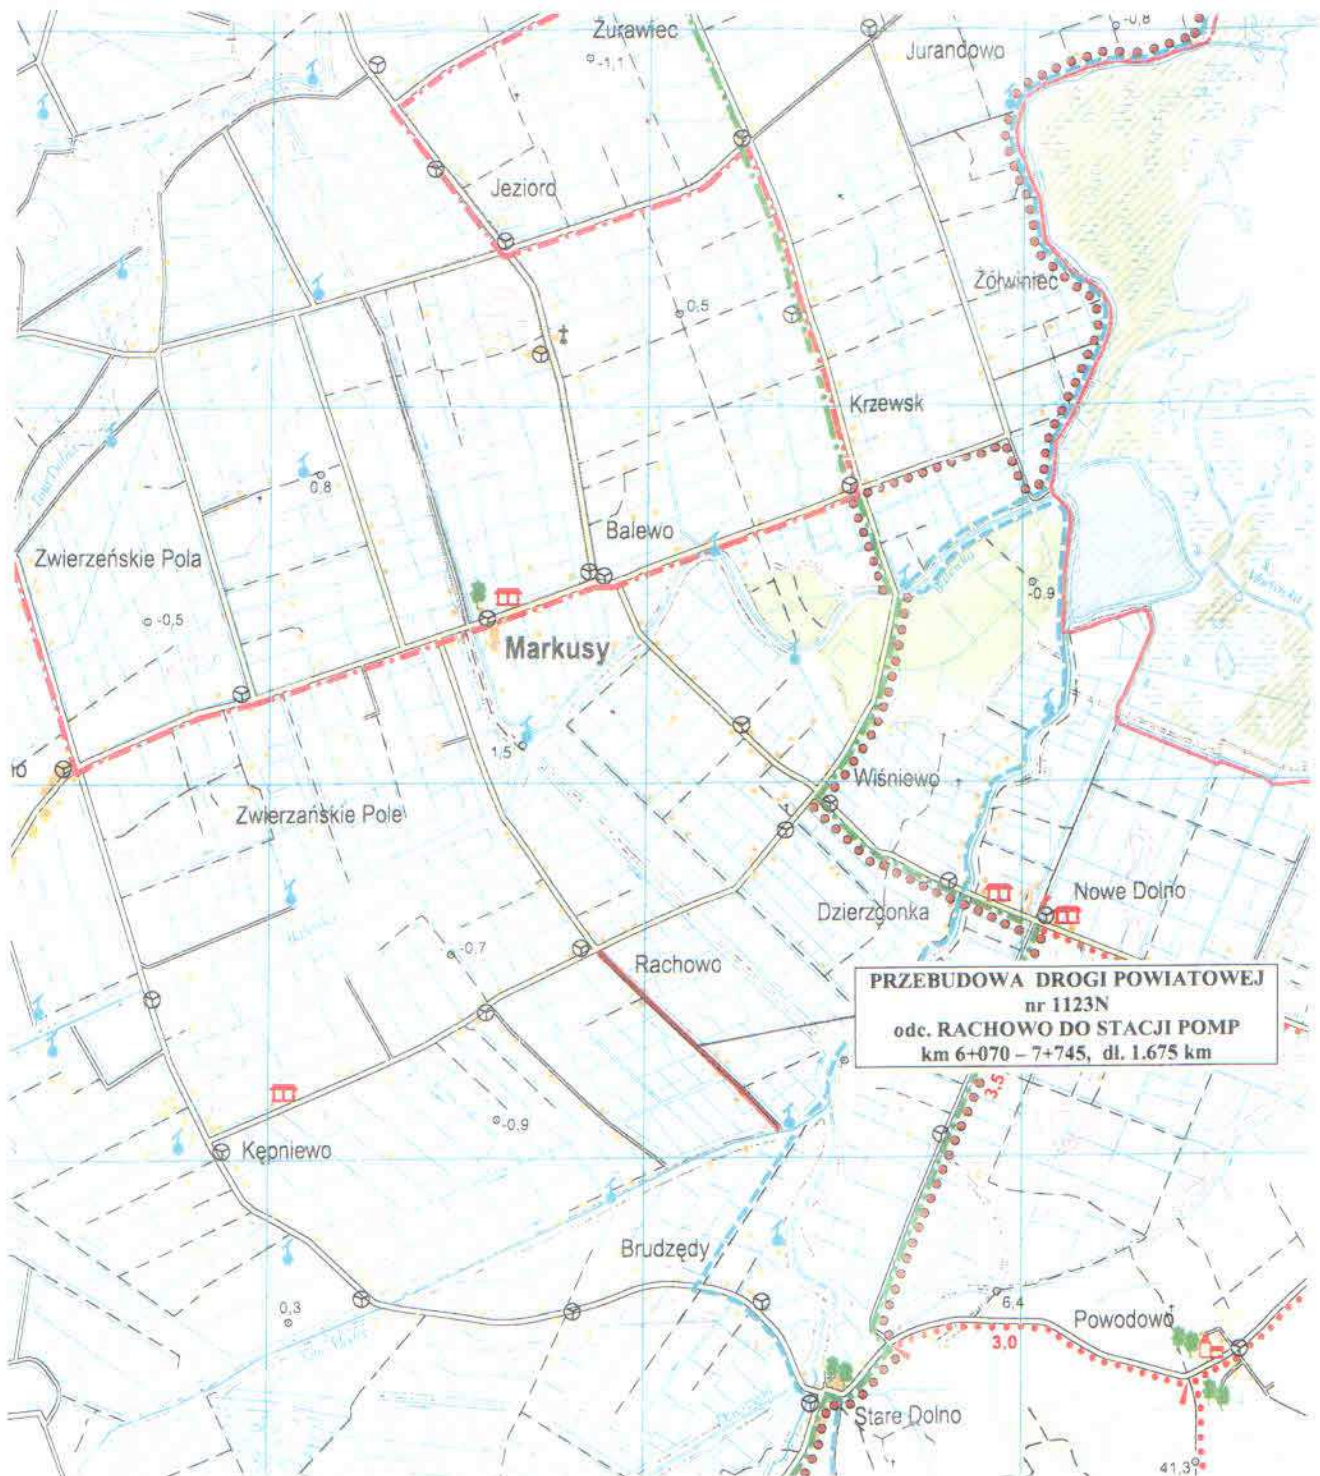 Żurawiec
-0,8
-1,1
Jurandowo
Jezioro
Żółwiniec
0,5
Krzewsk
0,8
Balewo
Zwierzeńskie Pola
-0,9
-0,5
Markusy
1,5
Wiśniewo
Zwierzańskie Pole
Nowe Dolno
Dzierzgonka
-0,7
Rachowo
PRZEBUDOWA DROGI POWIATOWEJ
nr 1123N
odc. RACHOWO DO STACJI POMP
km 6+070 – 7+745, dł. 1.675 km
3,5
-0,9
Kępniewo
Brudzędy
0,3
6,4
Powodowo
3.0
Stare Dolno
41,3